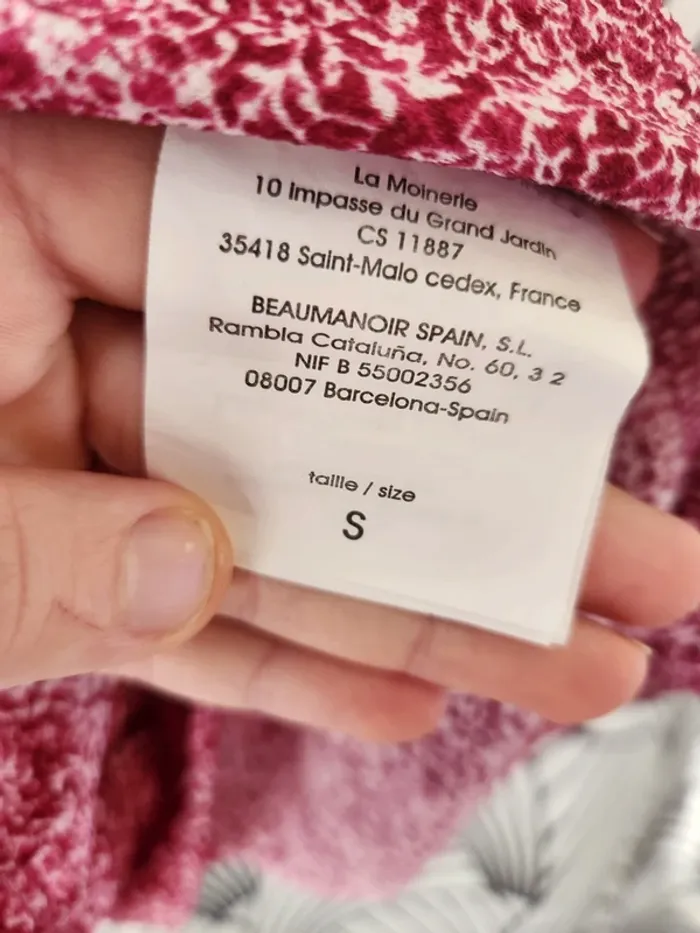 La Moinerie
10 Impasse du Grand Jardin
CS 11887
35418 Saint-Malo cedex, France
BEAUMANOIR SPAIN, S.L.
Rambla Cataluña, No. 60, 3 2
NIF B 55002356
08007 Barcelona-Spain
taille / size
S